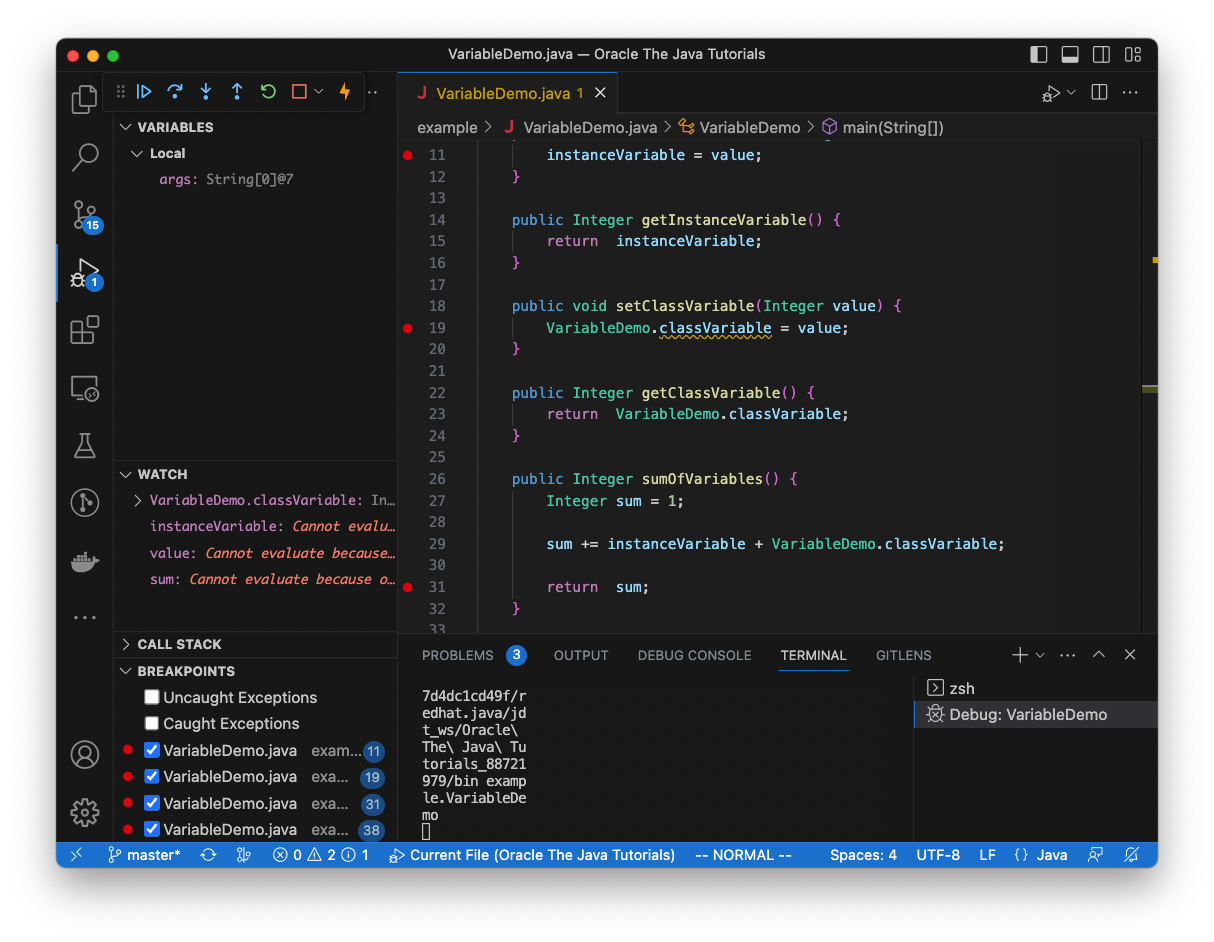 VariableDemo.java — Oracle The Java Tutorials
J VariableDemo.java 1
example > J VariableDemo.java > VariableDemo > main(String[])
VARIABLES
Local
args: String[0]@7
15
1
WATCH
VariableDemo.classVariable: In…
instanceVariable: Cannot evalu…
value: Cannot evaluate because…
sum: Cannot evaluate because o…
CALL STACK
BREAKPOINTS
Uncaught Exceptions
Caught Exceptions
VariableDemo.java exam… 11
VariableDemo.java exa… 19
VariableDemo.java exa… 31
VariableDemo.java exa… 38
11 instanceVariable = value;
12 }
13
14 public Integer getInstanceVariable() {
15 return  instanceVariable;
16 }
17
18 public void setClassVariable(Integer value) {
19 VariableDemo.classVariable = value;
20 }
21
22 public Integer getClassVariable() {
23 return  VariableDemo.classVariable;
24 }
25
26 public Integer sumOfVariables() {
27 Integer sum = 1;
28
29 sum += instanceVariable + VariableDemo.classVariable;
30
31 return  sum;
32 }
33
PROBLEMS 3 OUTPUT DEBUG CONSOLE TERMINAL GITLENS
7d4dc1cd49f/r
edhat.java/jd
t_ws/Oracle\
The\ Java\ Tu
torials_88721
979/bin examp
le.VariableDe
mo
zsh
Debug: VariableDemo
master* 0 2 1 Current File (Oracle The Java Tutorials) -- NORMAL -- Spaces: 4 UTF-8 LF {} Java